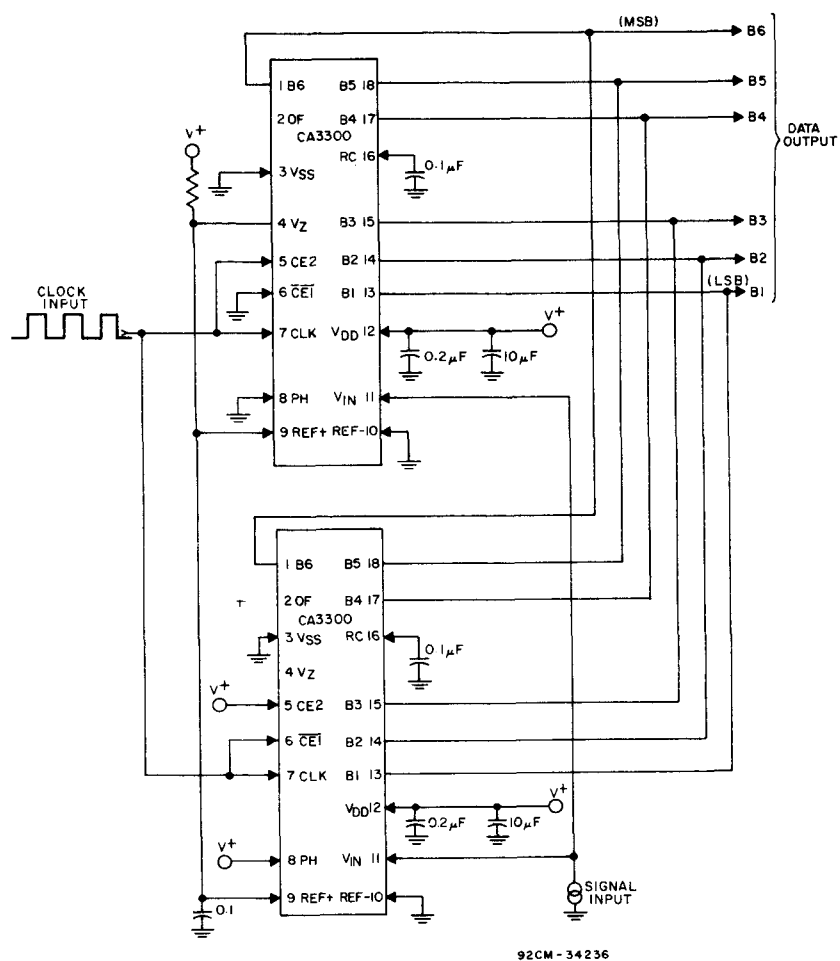 (MSB)
B6
1 B6
B5 18
B5
2 OF
B4 17
B4
CA3300
DATA OUTPUT
V+
RC 16
0.1µF
3 VSS
4 VZ
B3 15
B3
5 CE2
B2 14
B2
CLOCK INPUT
(LSB)
6 CE1
B1 13
B1
7 CLK
VDD 12
V+
0.2µF
10µF
8 PH
VIN 11
9 REF+
REF-10
1 B6
B5 18
2 OF
B4 17
CA3300
3 VSS
RC 16
0.1µF
4 VZ
V+
5 CE2
B3 15
6 CE1
B2 14
7 CLK
B1 13
VDD 12
V+
0.2µF
10µF
V+
8 PH
VIN 11
SIGNAL INPUT
9 REF+
REF-10
0.1
92CM-34236